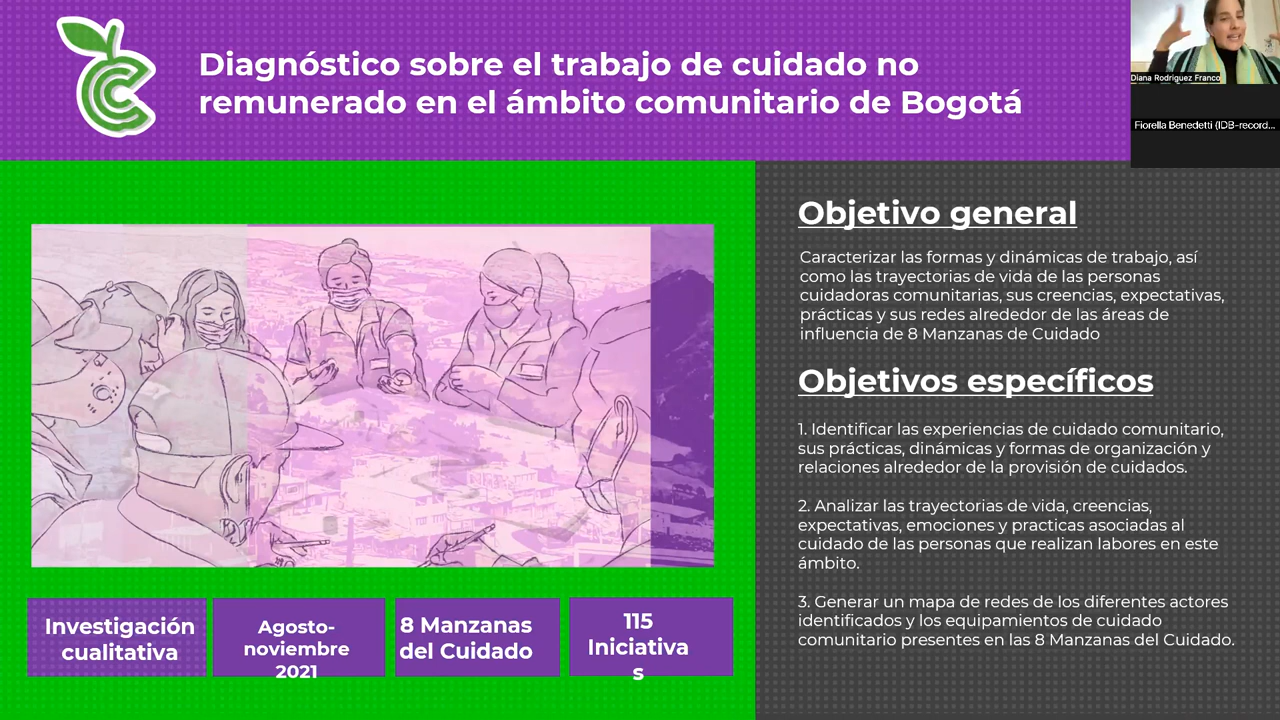 Diagnóstico sobre el trabajo de cuidado no
remunerado en el ámbito comunitario de Bogotá
Diana Rodriguez Franco
Fiorella Benedetti (IDB-record...
Objetivo general
Caracterizar las formas y dinámicas de trabajo, así
como las trayectorias de vida de las personas
cuidadoras comunitarias, sus creencias, expectativas,
prácticas y sus redes alrededor de las áreas de
influencia de 8 Manzanas de Cuidado
Objetivos específicos
1. Identificar las experiencias de cuidado comunitario,
sus prácticas, dinámicas y formas de organización y
relaciones alrededor de la provisión de cuidados.
2. Analizar las trayectorias de vida, creencias,
expectativas, emociones y practicas asociadas al
cuidado de las personas que realizan labores en este
ámbito.
3. Generar un mapa de redes de los diferentes actores
identificados y los equipamientos de cuidado
comunitario presentes en las 8 Manzanas del Cuidado.
Investigación
cualitativa
Agosto-
noviembre
2021
8 Manzanas
del Cuidado
115
Iniciativa
s